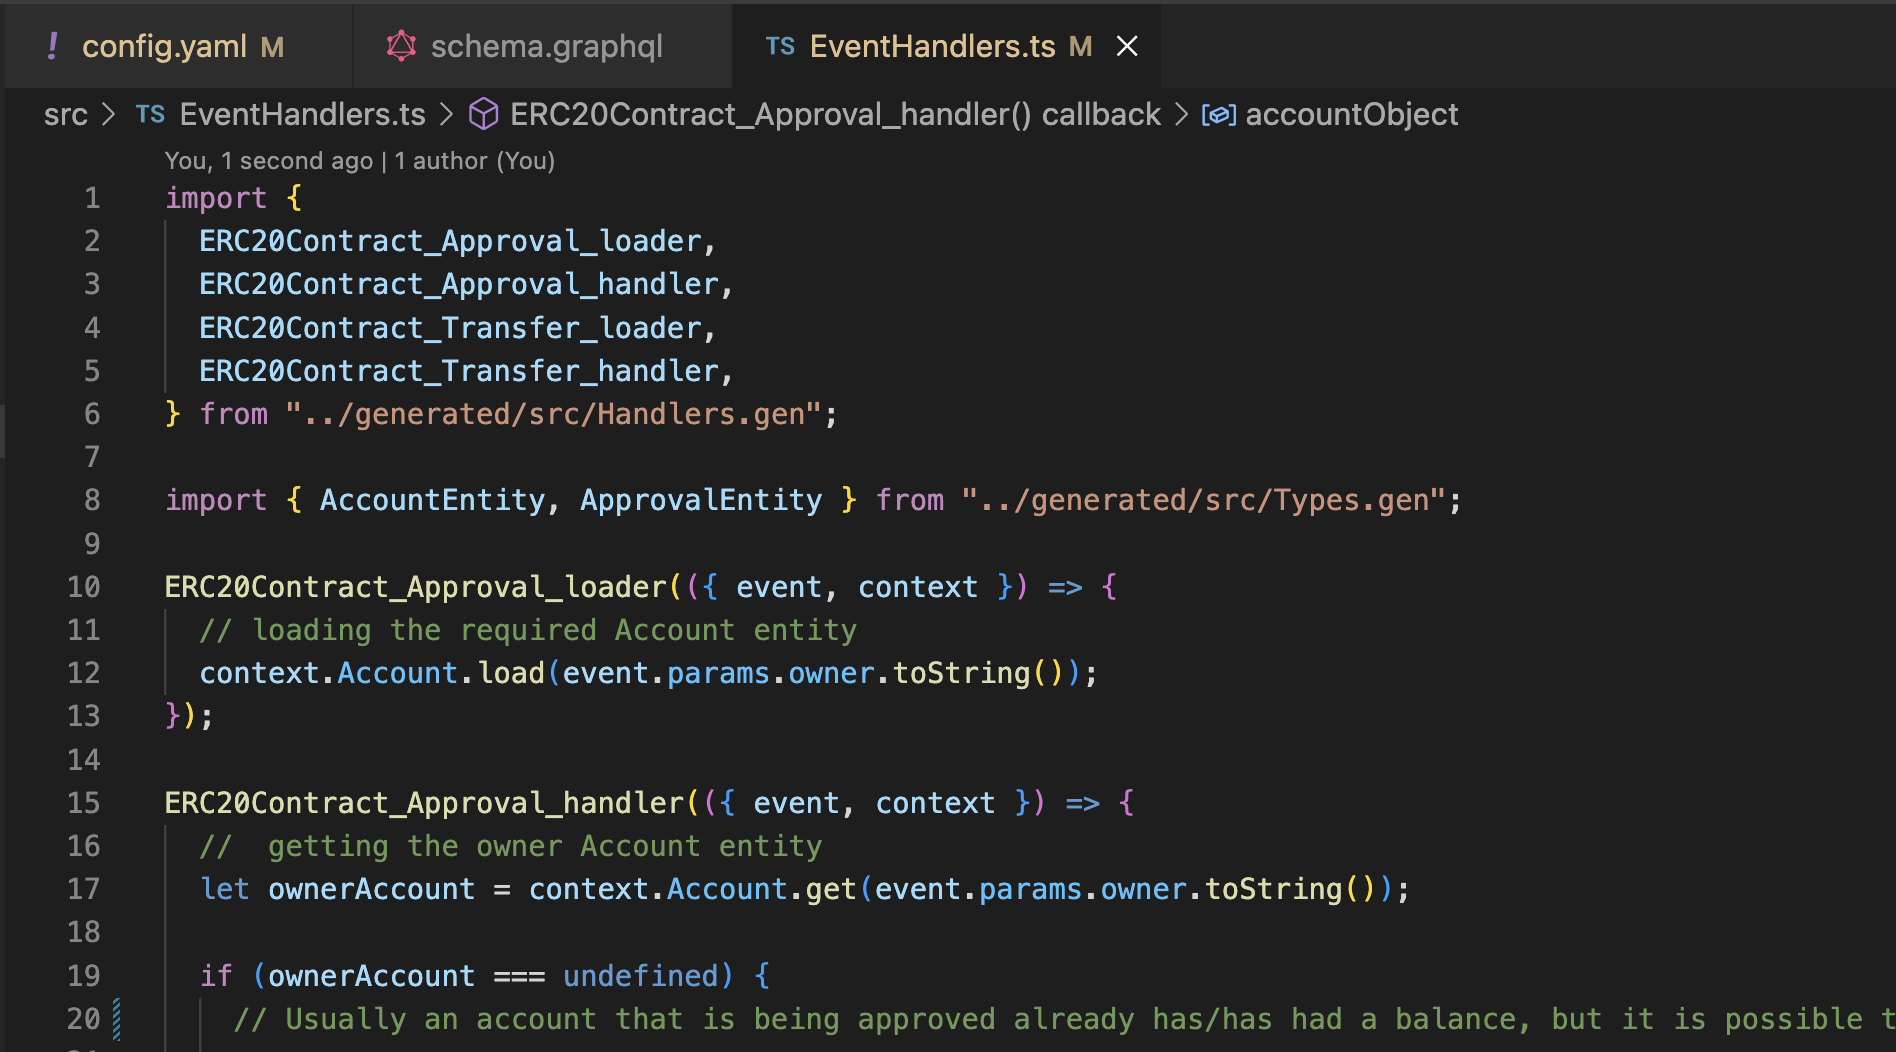 ! config.yaml M schema.graphql TS EventHandlers.ts M
src > TS EventHandlers.ts > ERC20Contract_Approval_handler() callback > accountObject
You, 1 second ago | 1 author (You)
1 import {
2   ERC20Contract_Approval_loader,
3   ERC20Contract_Approval_handler,
4   ERC20Contract_Transfer_loader,
5   ERC20Contract_Transfer_handler,
6 } from "../generated/src/Handlers.gen";
7
8 import { AccountEntity, ApprovalEntity } from "../generated/src/Types.gen";
9
10 ERC20Contract_Approval_loader(({ event, context }) => {
11   // loading the required Account entity
12   context.Account.load(event.params.owner.toString());
13 });
14
15 ERC20Contract_Approval_handler(({ event, context }) => {
16   //  getting the owner Account entity
17   let ownerAccount = context.Account.get(event.params.owner.toString());
18
19   if (ownerAccount === undefined) {
20     // Usually an account that is being approved already has/has had a balance, but it is possible